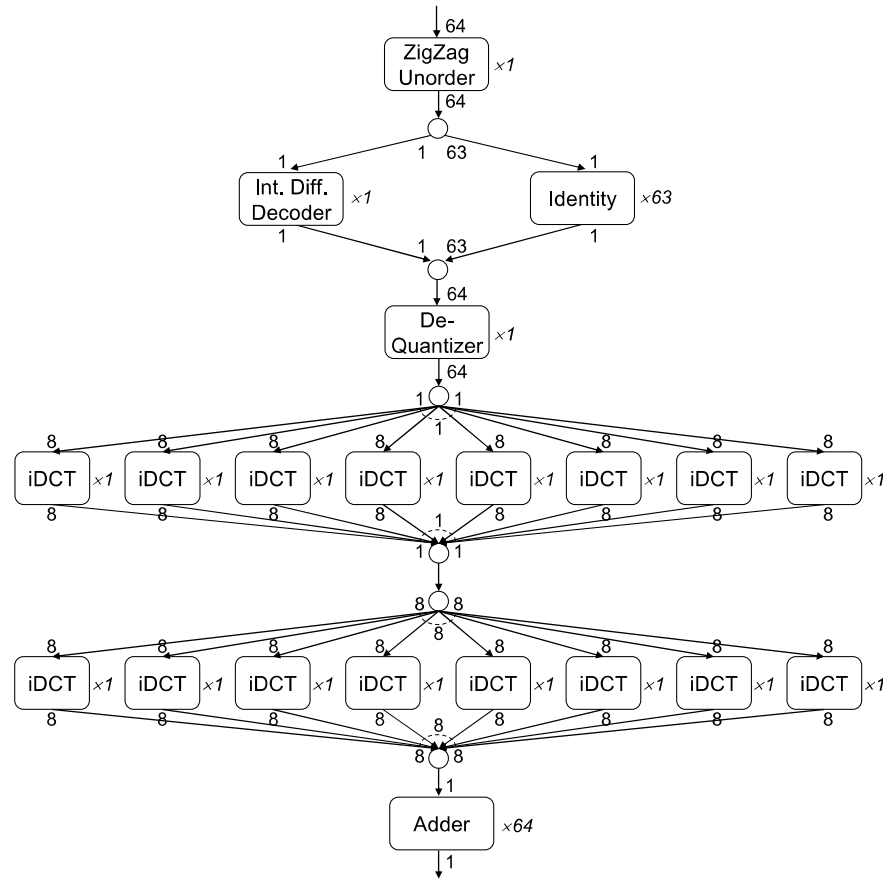 64
ZigZag
Unorder
×1
64
1 1 63 1
Int. Diff.
Decoder
×1
Identity
×63
1 1 63 1
64
De-
Quantizer
×1
64
1 1
1
8 8 8 8 8 8 8 8
iDCT ×1 iDCT ×1 iDCT ×1 iDCT ×1 iDCT ×1 iDCT ×1 iDCT ×1 iDCT ×1
8 8 8 8 8 8 8 8
1
1 1
8 8
8
8 8 8 8 8 8 8 8
iDCT ×1 iDCT ×1 iDCT ×1 iDCT ×1 iDCT ×1 iDCT ×1 iDCT ×1 iDCT ×1
8 8 8 8 8 8 8 8
8
8 8
1
Adder
×64
1